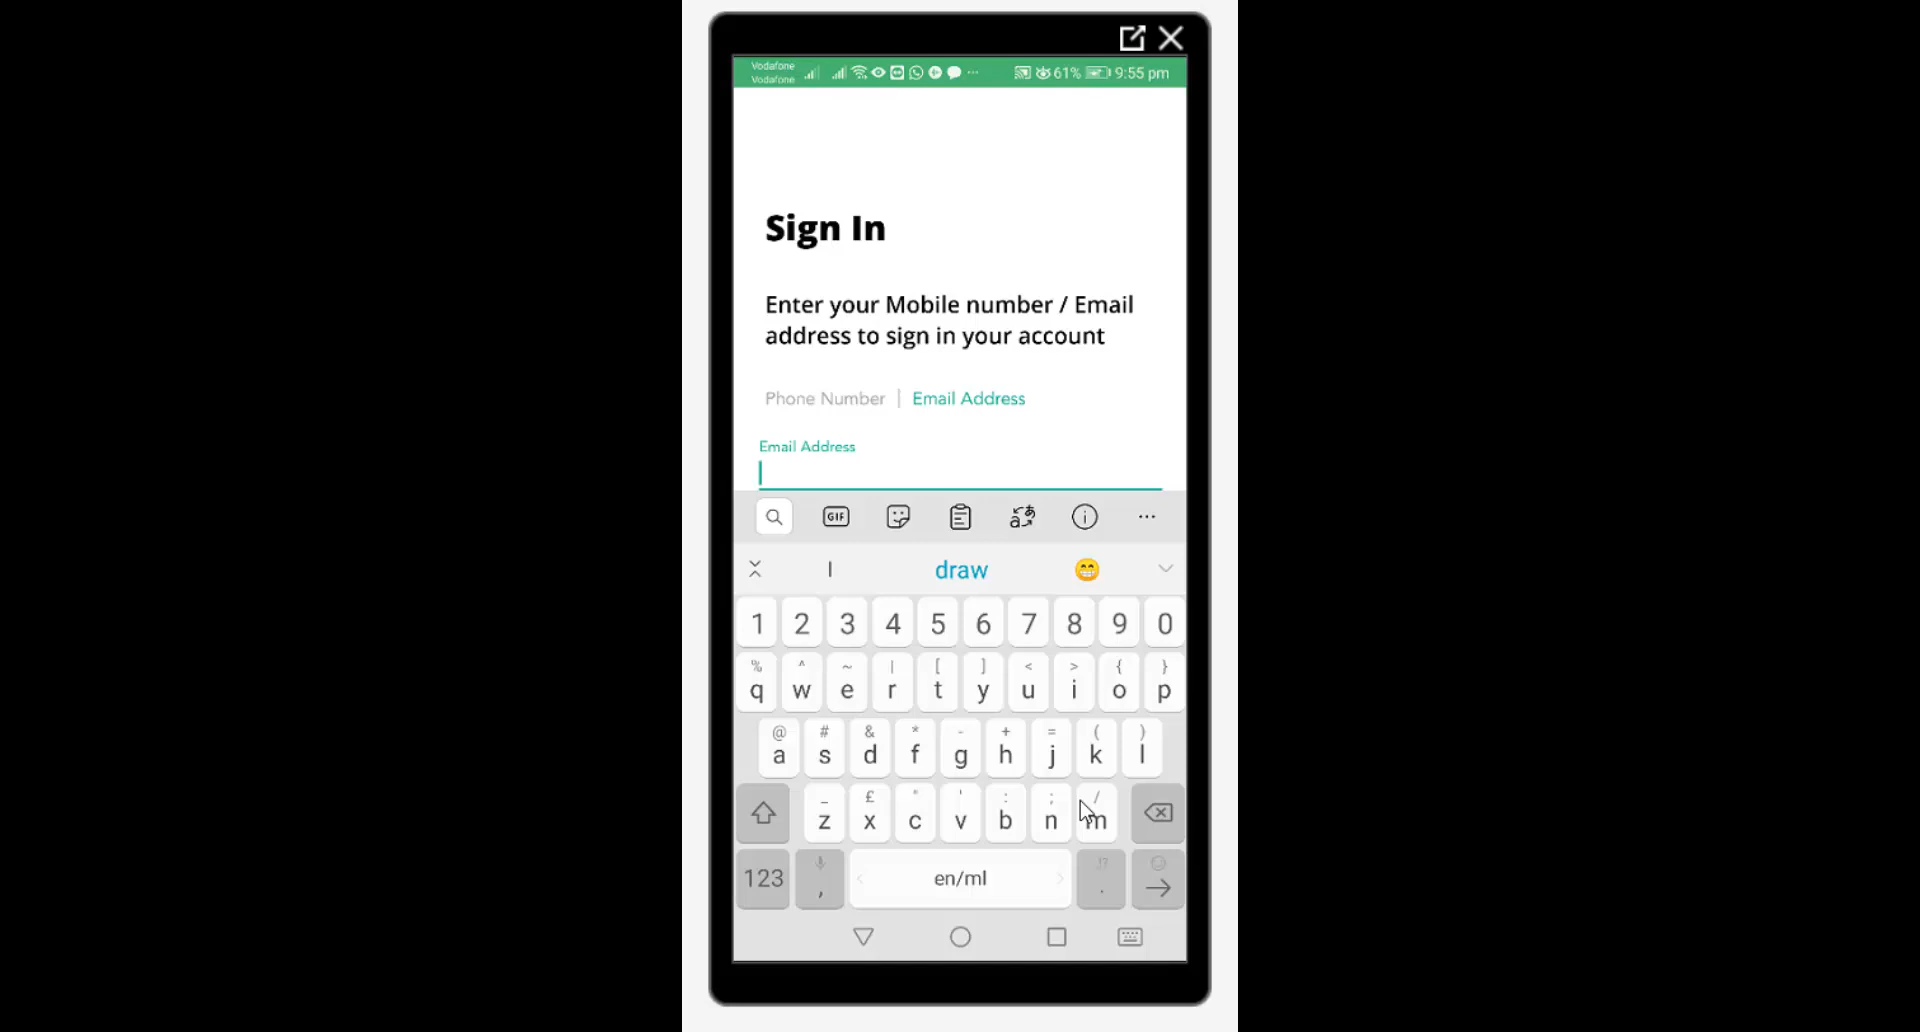 Vodafone
Vodafone
61% 9:55 pm
Sign In
Enter your Mobile number / Email
address to sign in your account
Phone Number | Email Address
Email Address
GIF
I draw
1 2 3 4 5 6 7 8 9 0
% ^ ~ | [ ] < > { }
q w e r t y u i o p
@ # & * - + = ( )
a s d f g h j k l
_ £ " ' : ; /
z x c v b n m
!?
123 , en/ml .